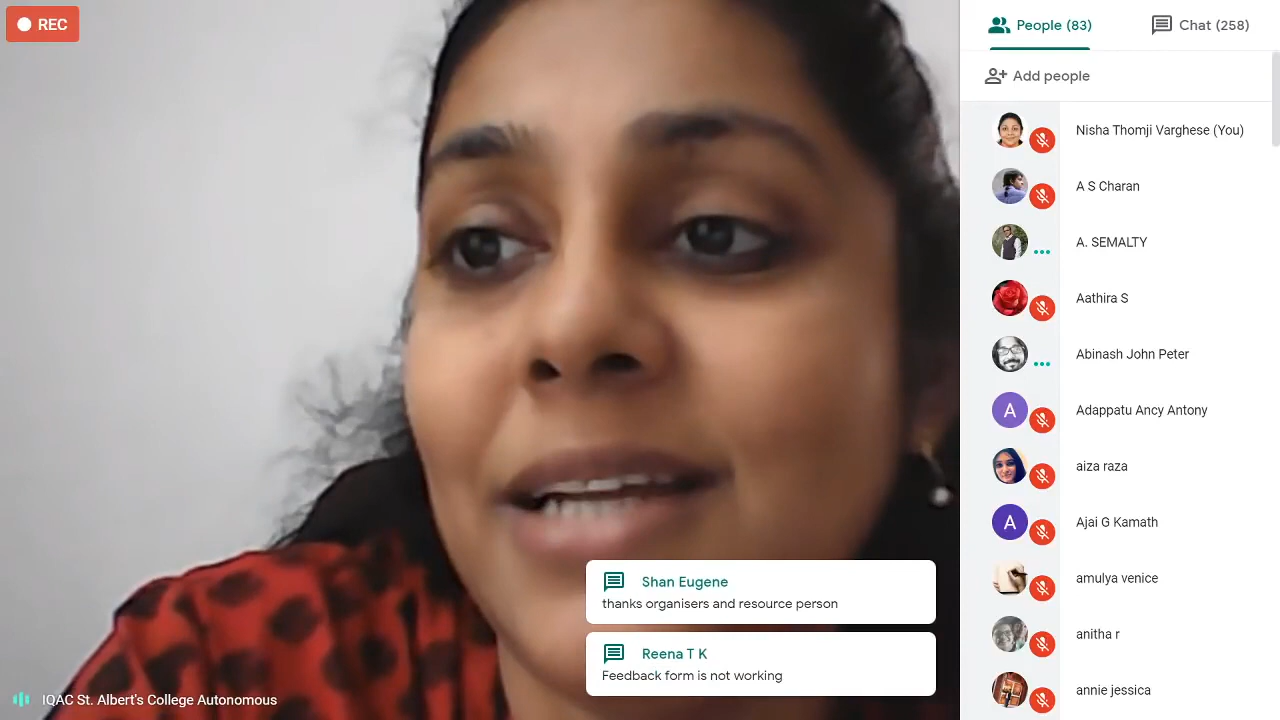 REC
People (83)
Chat (258)
Add people
Nisha Thomji Varghese (You)
A S Charan
A. SEMALTY
Aathira S
Abinash John Peter
A
Adappatu Ancy Antony
aiza raza
A
Ajai G Kamath
amulya venice
anitha r
annie jessica
Shan Eugene
thanks organisers and resource person
Reena T K
Feedback form is not working
IQAC St. Albert's College Autonomous